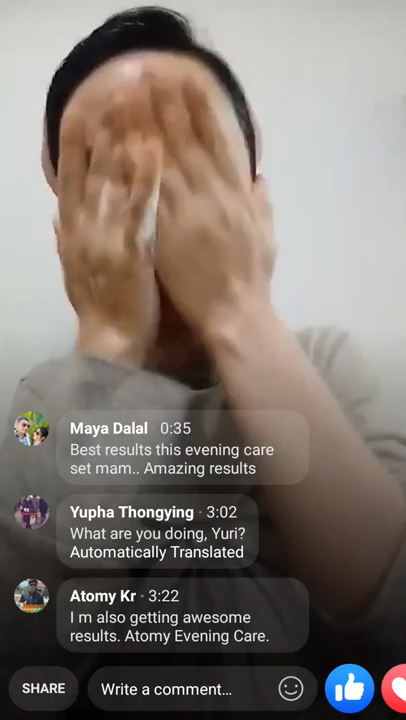 Maya Dalal · 0:35
Best results this evening care
set mam.. Amazing results
Yupha Thongying · 3:02
What are you doing, Yuri?
Automatically Translated
Atomy Kr · 3:22
I m also getting awesome
results. Atomy Evening Care.
SHARE
Write a comment...